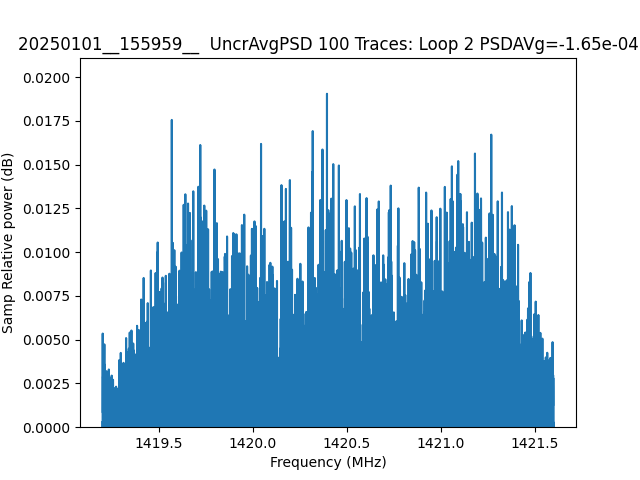 20250101__155959__  UncrAvgPSD 100 Traces: Loop 2 PSDAVg=-1.65e-04
0.0200
0.0175
0.0150
0.0125
0.0100
0.0075
0.0050
0.0025
0.0000
Samp Relative power (dB)
1419.5 1420.0 1420.5 1421.0 1421.5
Frequency (MHz)